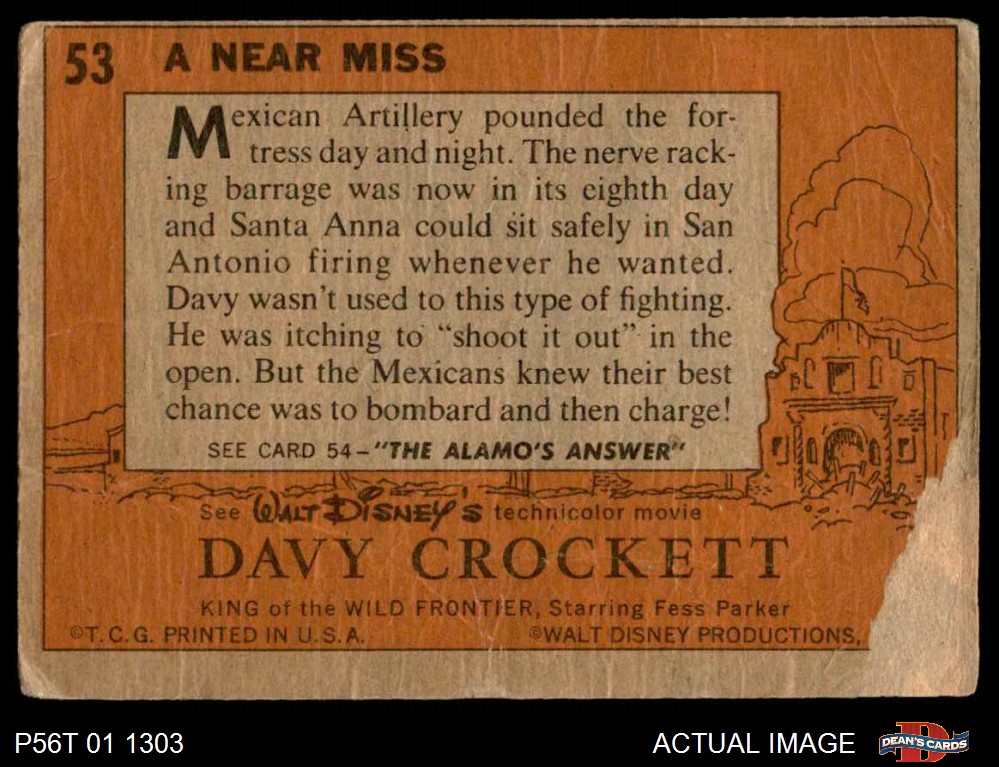 53 A NEAR MISS
Mexican Artillery pounded the for-
tress day and night. The nerve rack-
ing barrage was now in its eighth day
and Santa Anna could sit safely in San
Antonio firing whenever he wanted.
Davy wasn't used to this type of fighting.
He was itching to "shoot it out" in the
open. But the Mexicans knew their best
chance was to bombard and then charge!
SEE CARD 54-"THE ALAMO'S ANSWER"
See WALT DISNEY'S technicolor movie
DAVY CROCKETT
KING of the WILD FRONTIER, Starring Fess Parker
©T.C.G. PRINTED IN U.S.A. ©WALT DISNEY PRODUCTIONS,
P56T 01 1303 ACTUAL IMAGE DEAN'S CARDS